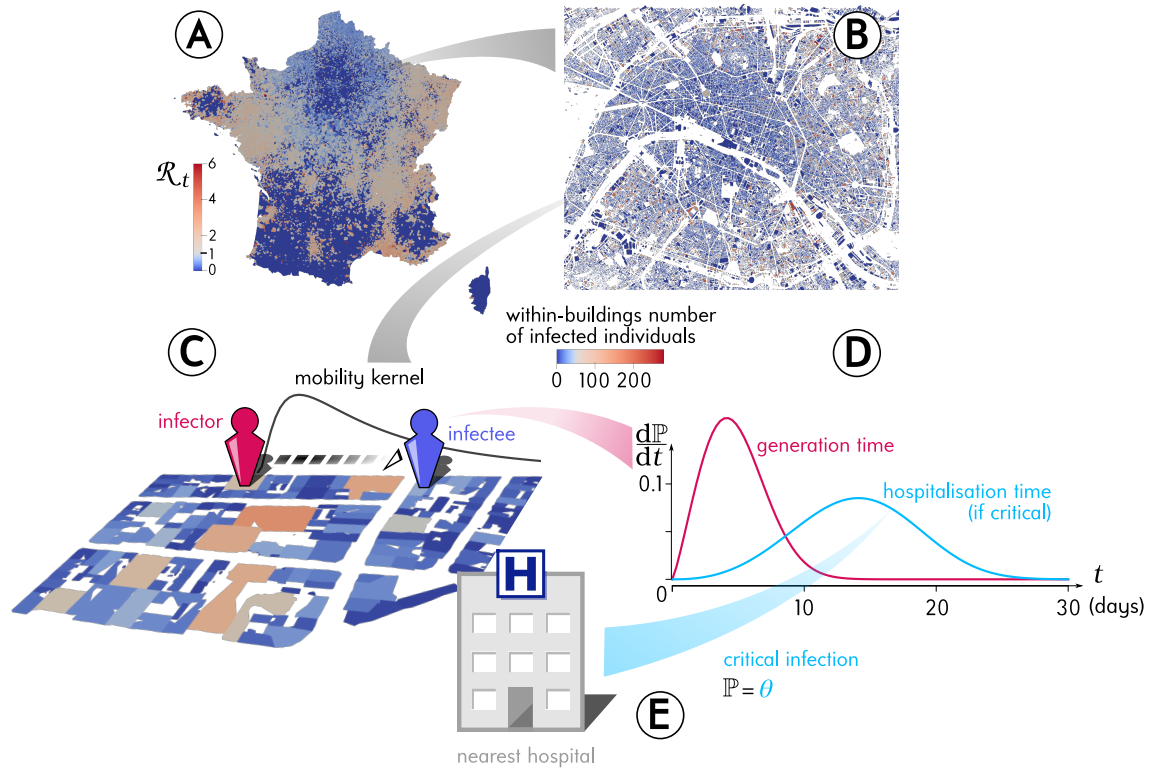 A
B
ℛt
6
4
2
1
0
within-buildings number
of infected individuals
0 100 200
C
D
mobility kernel
infector
infectee
dℙ
dt
0.1
generation time
hospitalisation time
(if critical)
t
0 10 20 30 (days)
H
critical infection
ℙ = θ
E
nearest hospital